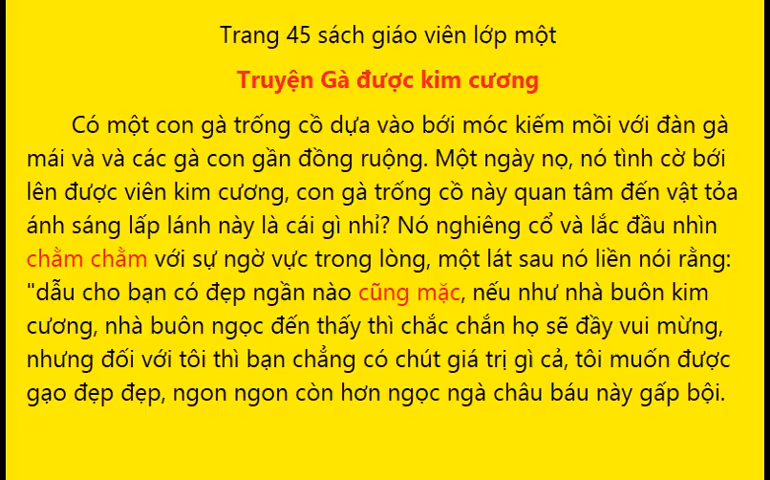 Trang 45 sách giáo viên lớp một
Truyện Gà được kim cương
Có một con gà trống cồ dựa vào bới móc kiếm mồi với đàn gà
mái và và các gà con gần đồng ruộng. Một ngày nọ, nó tình cờ bới
lên được viên kim cương, con gà trống cồ này quan tâm đến vật tỏa
ánh sáng lấp lánh này là cái gì nhỉ? Nó nghiêng cổ và lắc đầu nhìn
chằm chằm với sự ngờ vực trong lòng, một lát sau nó liền nói rằng:
"dẫu cho bạn có đẹp ngần nào cũng mặc, nếu như nhà buôn kim
cương, nhà buôn ngọc đến thấy thì chắc chắn họ sẽ đầy vui mừng,
nhưng đối với tôi thì bạn chẳng có chút giá trị gì cả, tôi muốn được
gạo đẹp đẹp, ngon ngon còn hơn ngọc ngà châu báu này gấp bội.